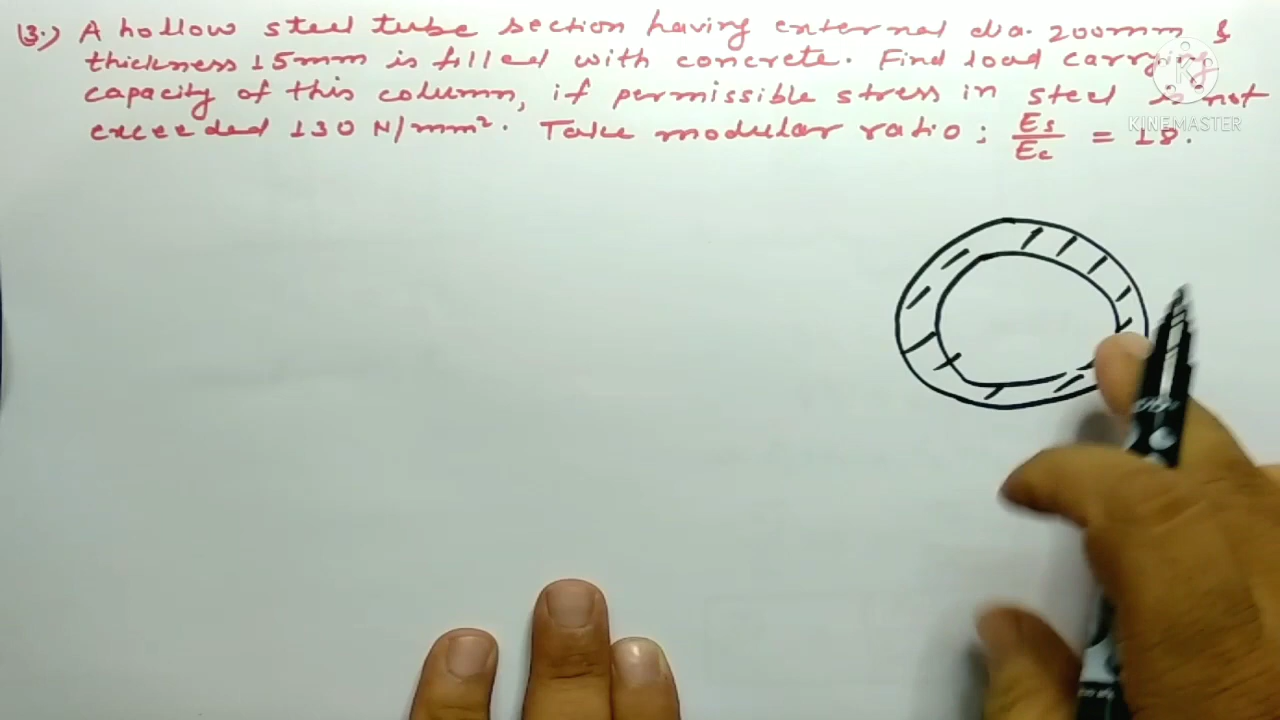 (3.) A hollow steel tube section having external dia. 200mm &
thickness 15mm is filled with concrete. Find load carrying
capacity of this column, if permissible stress in steel is not
exceeded 130 N/mm². Take modular ratio; Es/Ec = 18.
KINEMASTER